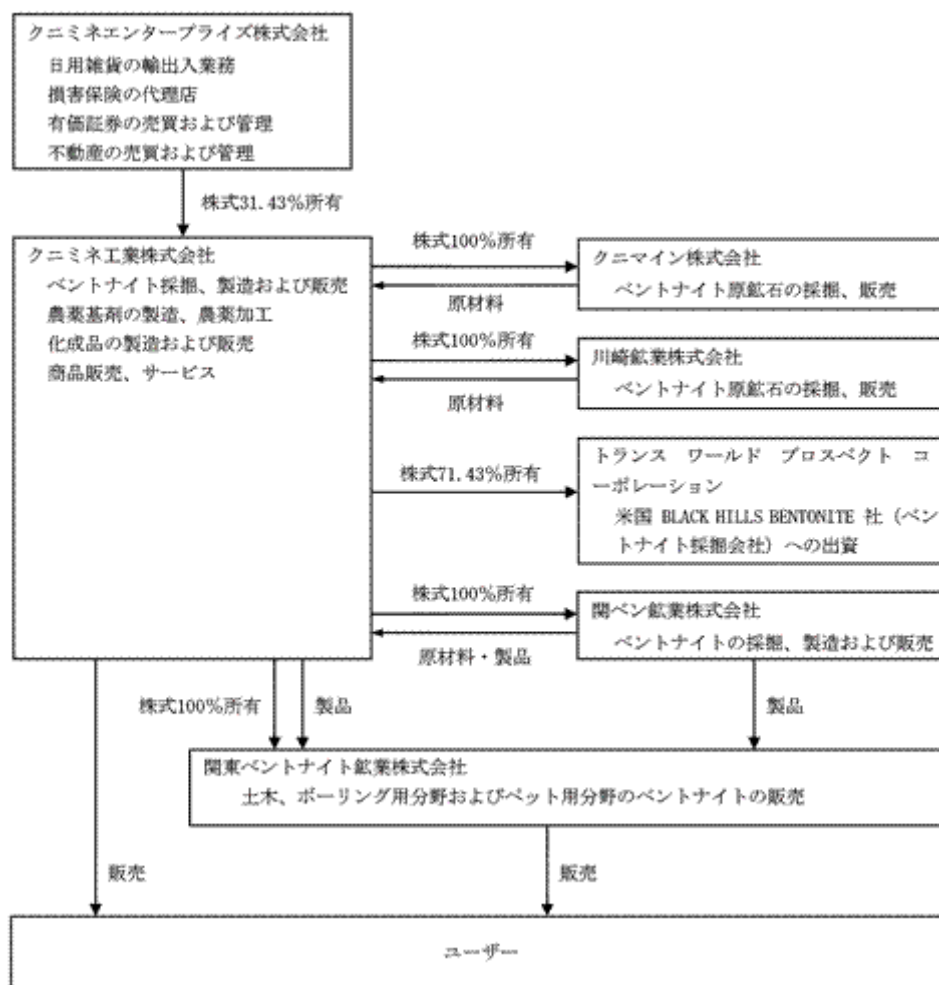 クニミネエンタープライズ株式会社
日用雑貨の輸出入業務
損害保険の代理店
有価証券の売買および管理
不動産の売買および管理
株式31.43%所有
クニミネ工業株式会社
ベントナイト採掘、製造および販売
農薬基剤の製造、農薬加工
化成品の製造および販売
商品販売、サービス
株式100%所有
原材料
クニマイン株式会社
ベントナイト原鉱石の採掘、販売
株式100%所有
原材料
川崎鉱業株式会社
ベントナイト原鉱石の採掘、販売
株式71.43%所有
トランス ワールド プロスペクト コ
ーポレーション
米国 BLACK HILLS BENTONITE 社（ベン
トナイト採掘会社）への出資
株式100%所有
原材料・製品
関ベン鉱業株式会社
ベントナイトの採掘、製造および販売
株式100%所有
製品
製品
関東ベントナイト鉱業株式会社
土木、ボーリング用分野およびペット用分野のベントナイトの販売
販売
販売
ユーザー